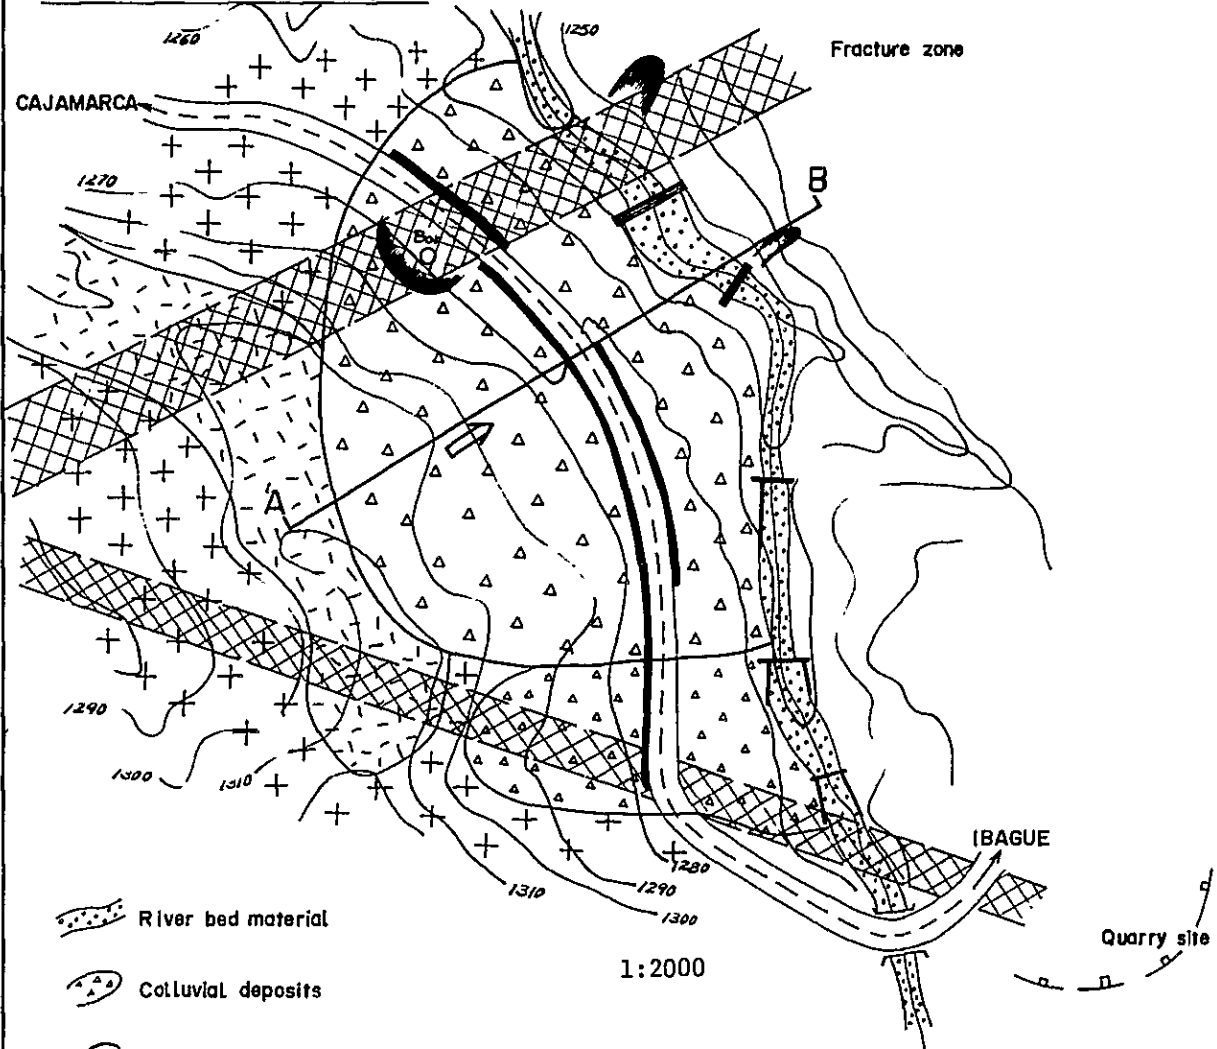 1260
1250
Fracture zone
CAJAMARCA
1270
B
Box
A
1290
1300
1310
1280
1290
1300
1310
IBAGUE
River bed material
1:2000
Quarry site
Colluvial deposits